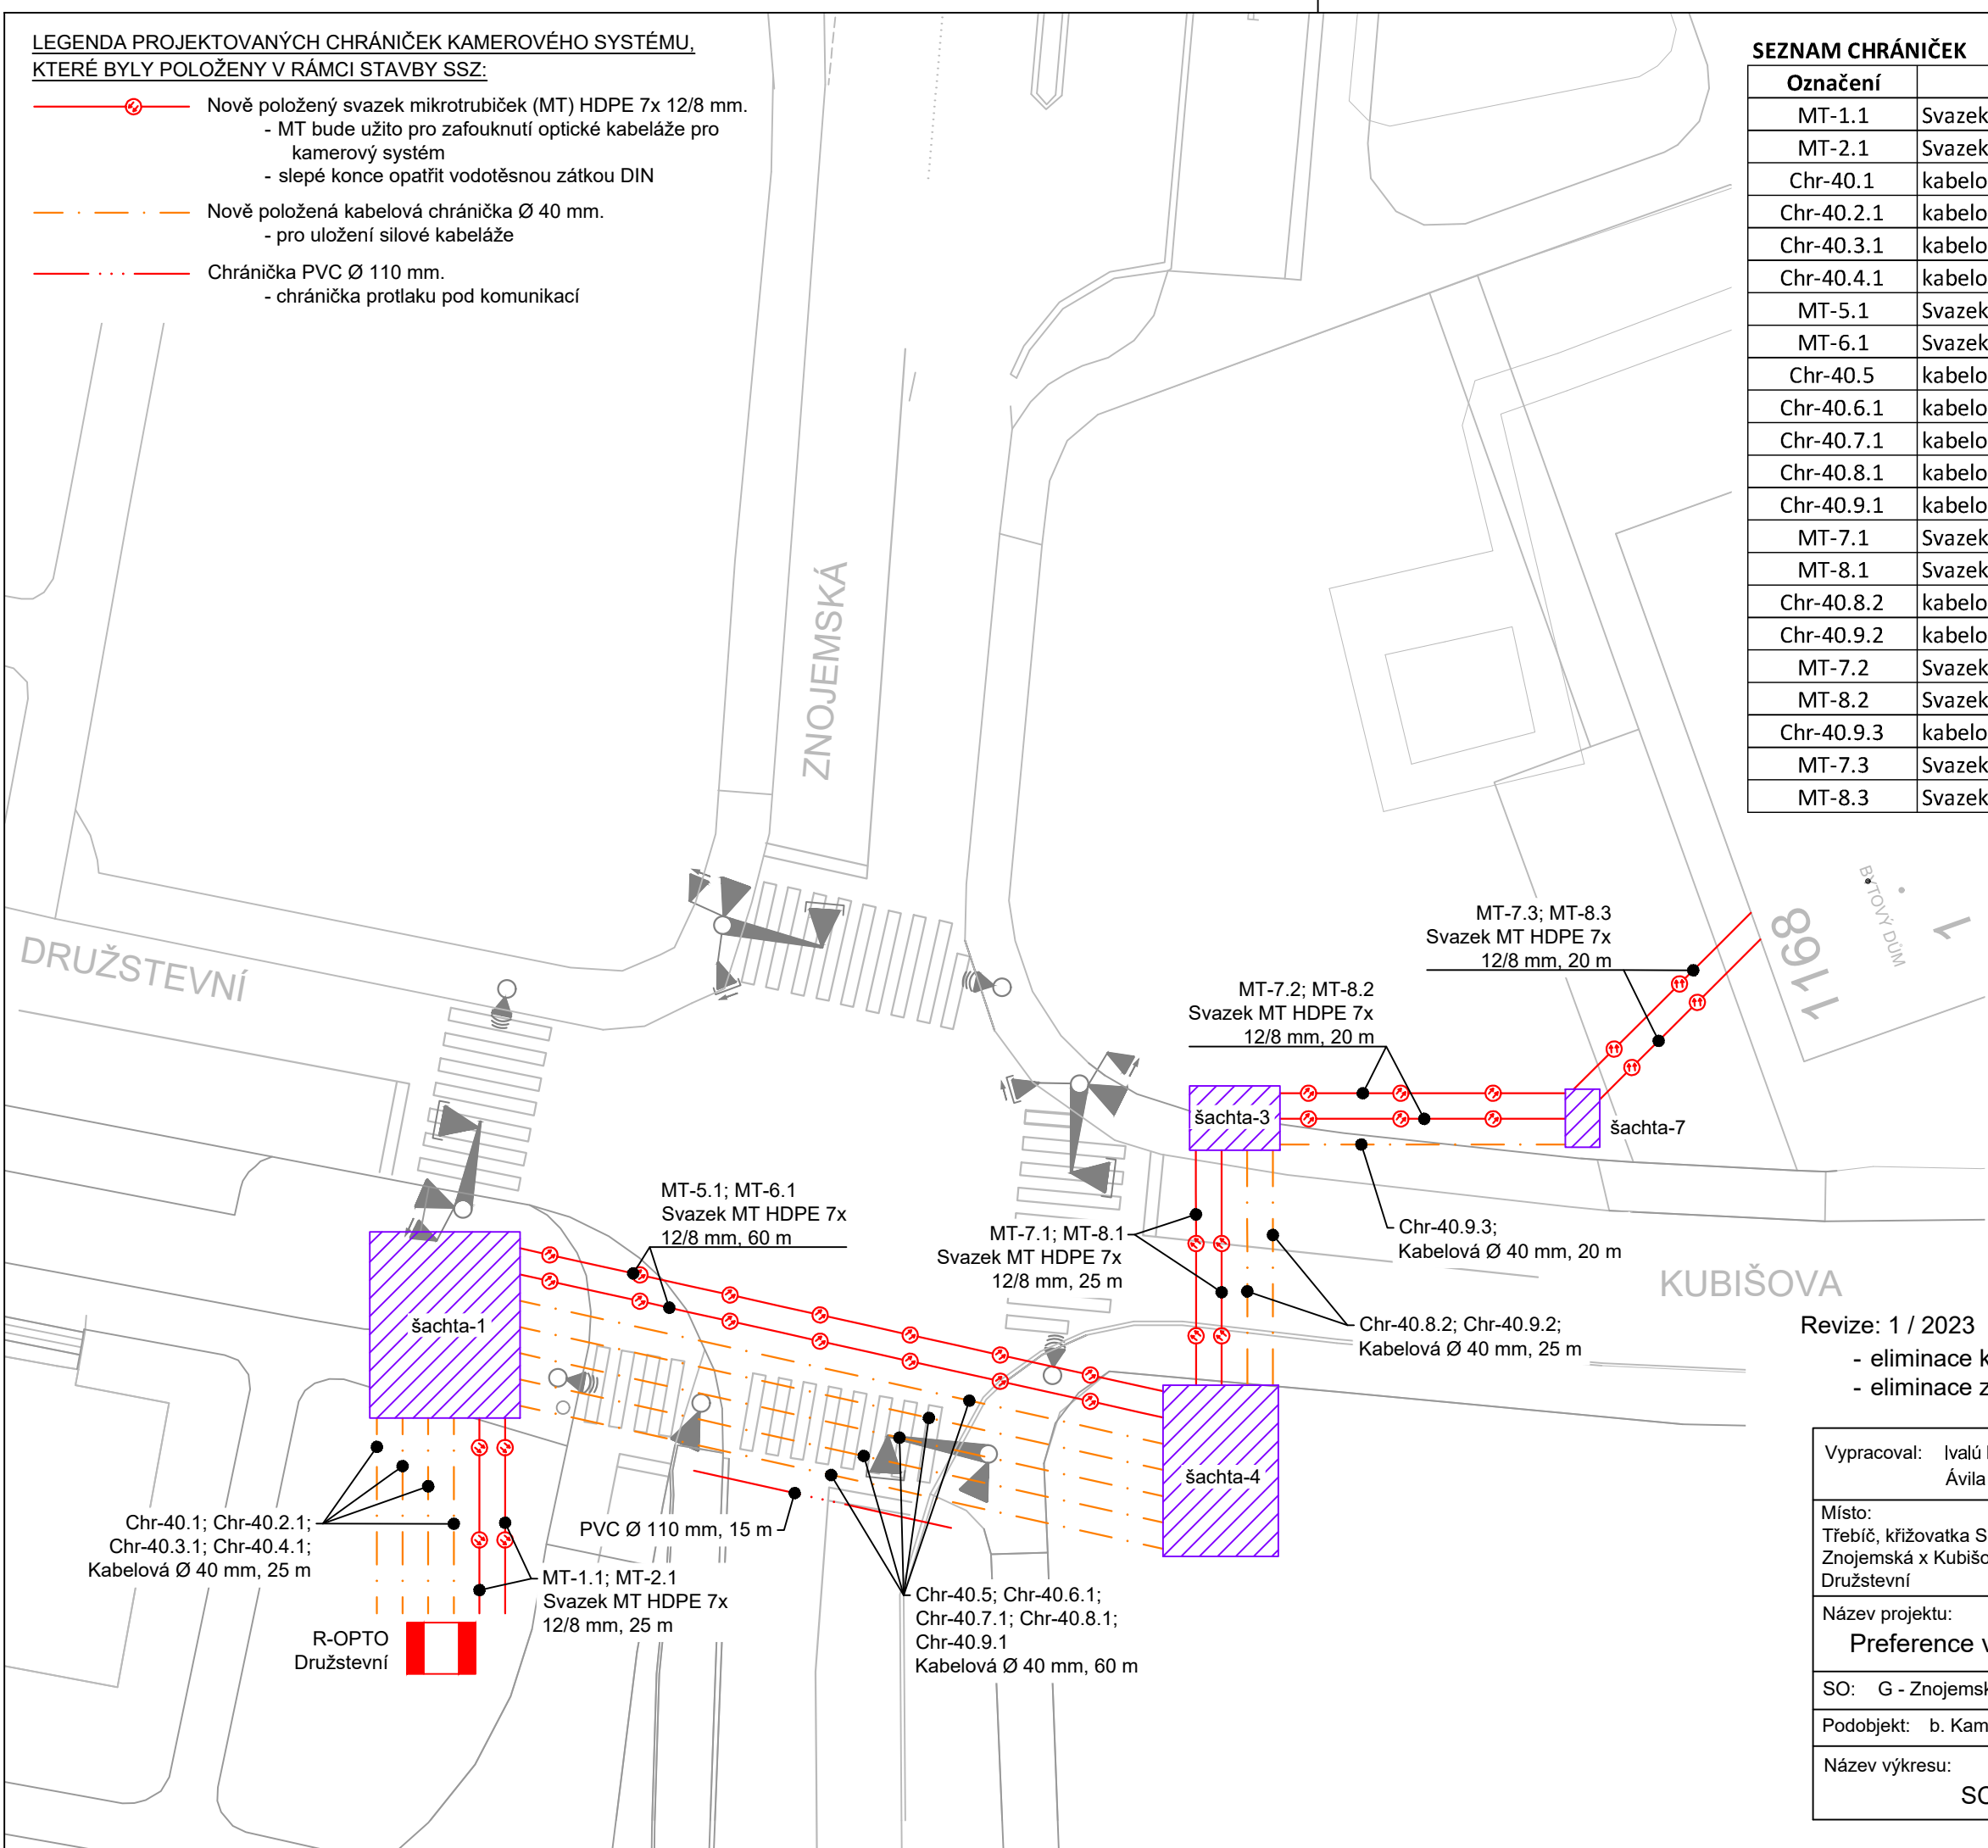 LEGENDA PROJEKTOVANÝCH CHRÁNIČEK KAMEROVÉHO SYSTÉMU,
KTERÉ BYLY POLOŽENY V RÁMCI STAVBY SSZ:
Nově položený svazek mikrotrubiček (MT) HDPE 7x 12/8 mm.
- MT bude užito pro zafouknutí optické kabeláže pro
kamerový systém
- slepé konce opatřit vodotěsnou zátkou DIN
Nově položená kabelová chránička Ø 40 mm.
- pro uložení silové kabeláže
Chránička PVC Ø 110 mm.
- chránička protlaku pod komunikací
SEZNAM CHRÁNIČEK
Označení
MT-1.1 Svazek
MT-2.1 Svazek
Chr-40.1 kabelo
Chr-40.2.1 kabelo
Chr-40.3.1 kabelo
Chr-40.4.1 kabelo
MT-5.1 Svazek
MT-6.1 Svazek
Chr-40.5 kabelo
Chr-40.6.1 kabelo
Chr-40.7.1 kabelo
Chr-40.8.1 kabelo
Chr-40.9.1 kabelo
MT-7.1 Svazek
MT-8.1 Svazek
Chr-40.8.2 kabelo
Chr-40.9.2 kabelo
MT-7.2 Svazek
MT-8.2 Svazek
Chr-40.9.3 kabelo
MT-7.3 Svazek
MT-8.3 Svazek
ZNOJEMSKÁ
DRUŽSTEVNÍ
KUBIŠOVA
BYTOVÝ DŮM
1168
1
MT-7.3; MT-8.3
Svazek MT HDPE 7x
12/8 mm, 20 m
MT-7.2; MT-8.2
Svazek MT HDPE 7x
12/8 mm, 20 m
šachta-3
šachta-7
MT-5.1; MT-6.1
Svazek MT HDPE 7x
12/8 mm, 60 m
MT-7.1; MT-8.1
Svazek MT HDPE 7x
12/8 mm, 25 m
Chr-40.9.3;
Kabelová Ø 40 mm, 20 m
Chr-40.8.2; Chr-40.9.2;
Kabelová Ø 40 mm, 25 m
šachta-1
šachta-4
Chr-40.1; Chr-40.2.1;
Chr-40.3.1; Chr-40.4.1;
Kabelová Ø 40 mm, 25 m
PVC Ø 110 mm, 15 m
MT-1.1; MT-2.1
Svazek MT HDPE 7x
12/8 mm, 25 m
Chr-40.5; Chr-40.6.1;
Chr-40.7.1; Chr-40.8.1;
Chr-40.9.1
Kabelová Ø 40 mm, 60 m
R-OPTO
Družstevní
Revize: 1 / 2023
- eliminace k
- eliminace z
Vypracoval: Ivalú
Ávila
Místo:
Třebíč, křižovatka S
Znojemská x Kubišo
Družstevní
Název projektu:
Preference v
SO: G - Znojemsk
Podobjekt: b. Kam
Název výkresu:
SO